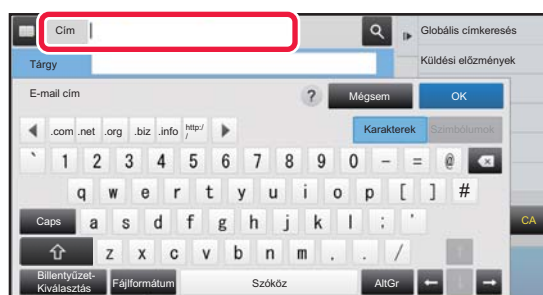 Cím
Globális címkeresés
Tárgy
Küldési előzmények
E-mail cím ? Mégsem OK
.com .net .org .biz .info http:/
/
Karakterek Szimbólumok
` 1 2 3 4 5 6 7 8 9 0 - = @
q w e r t y u i o p [ ] #
Caps a s d f g h j k l ; '
CA
z x c v b n m , . /
Billentyűzet-
Kiválasztás
Fájlformátum Szóköz AltGr